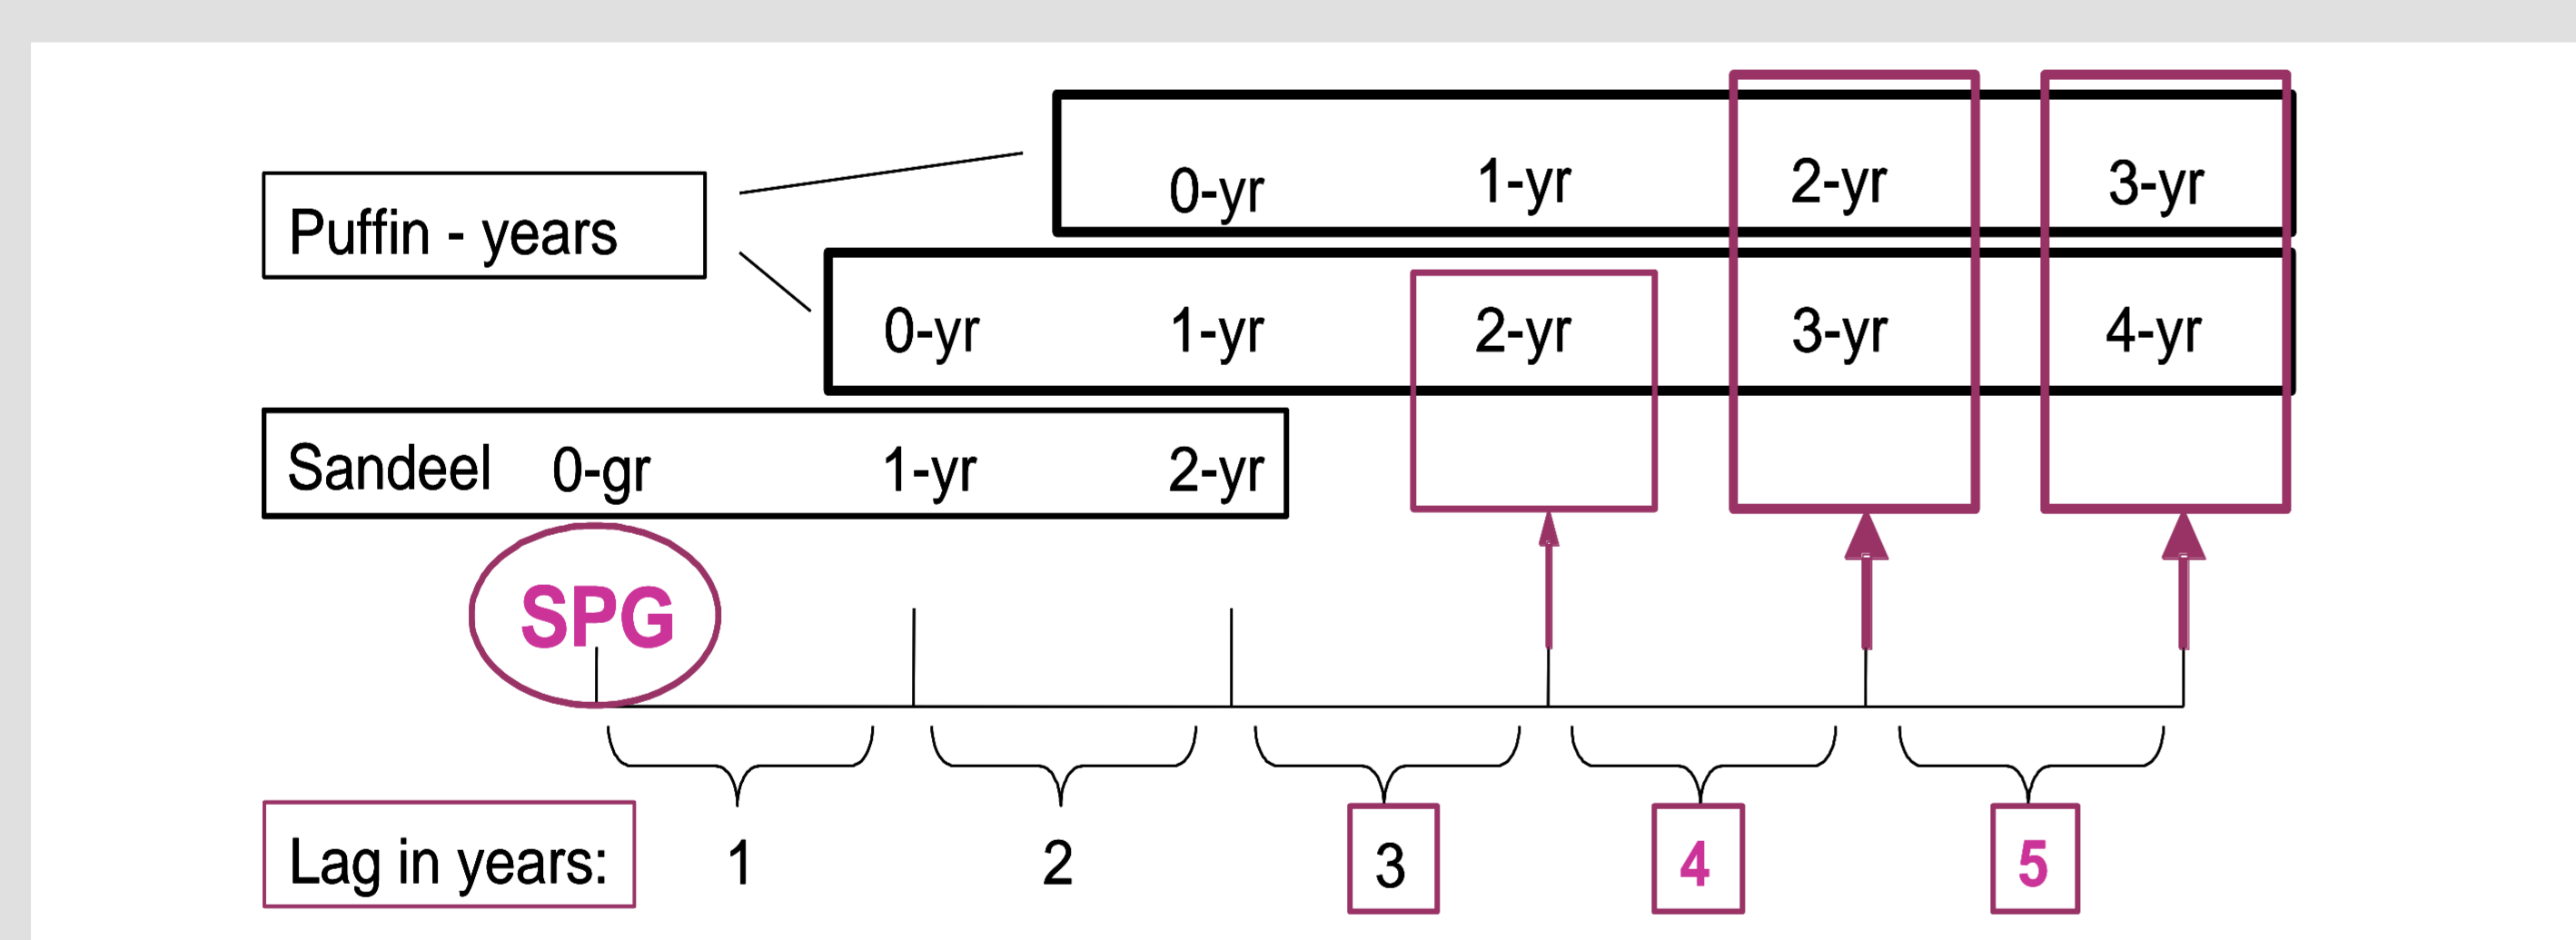 0-yr 1-yr 2-yr 3-yr
Puffin - years
0-yr 1-yr 2-yr 3-yr 4-yr
Sandeel 0-gr 1-yr 2-yr
SPG
Lag in years: 1 2 3 4 5